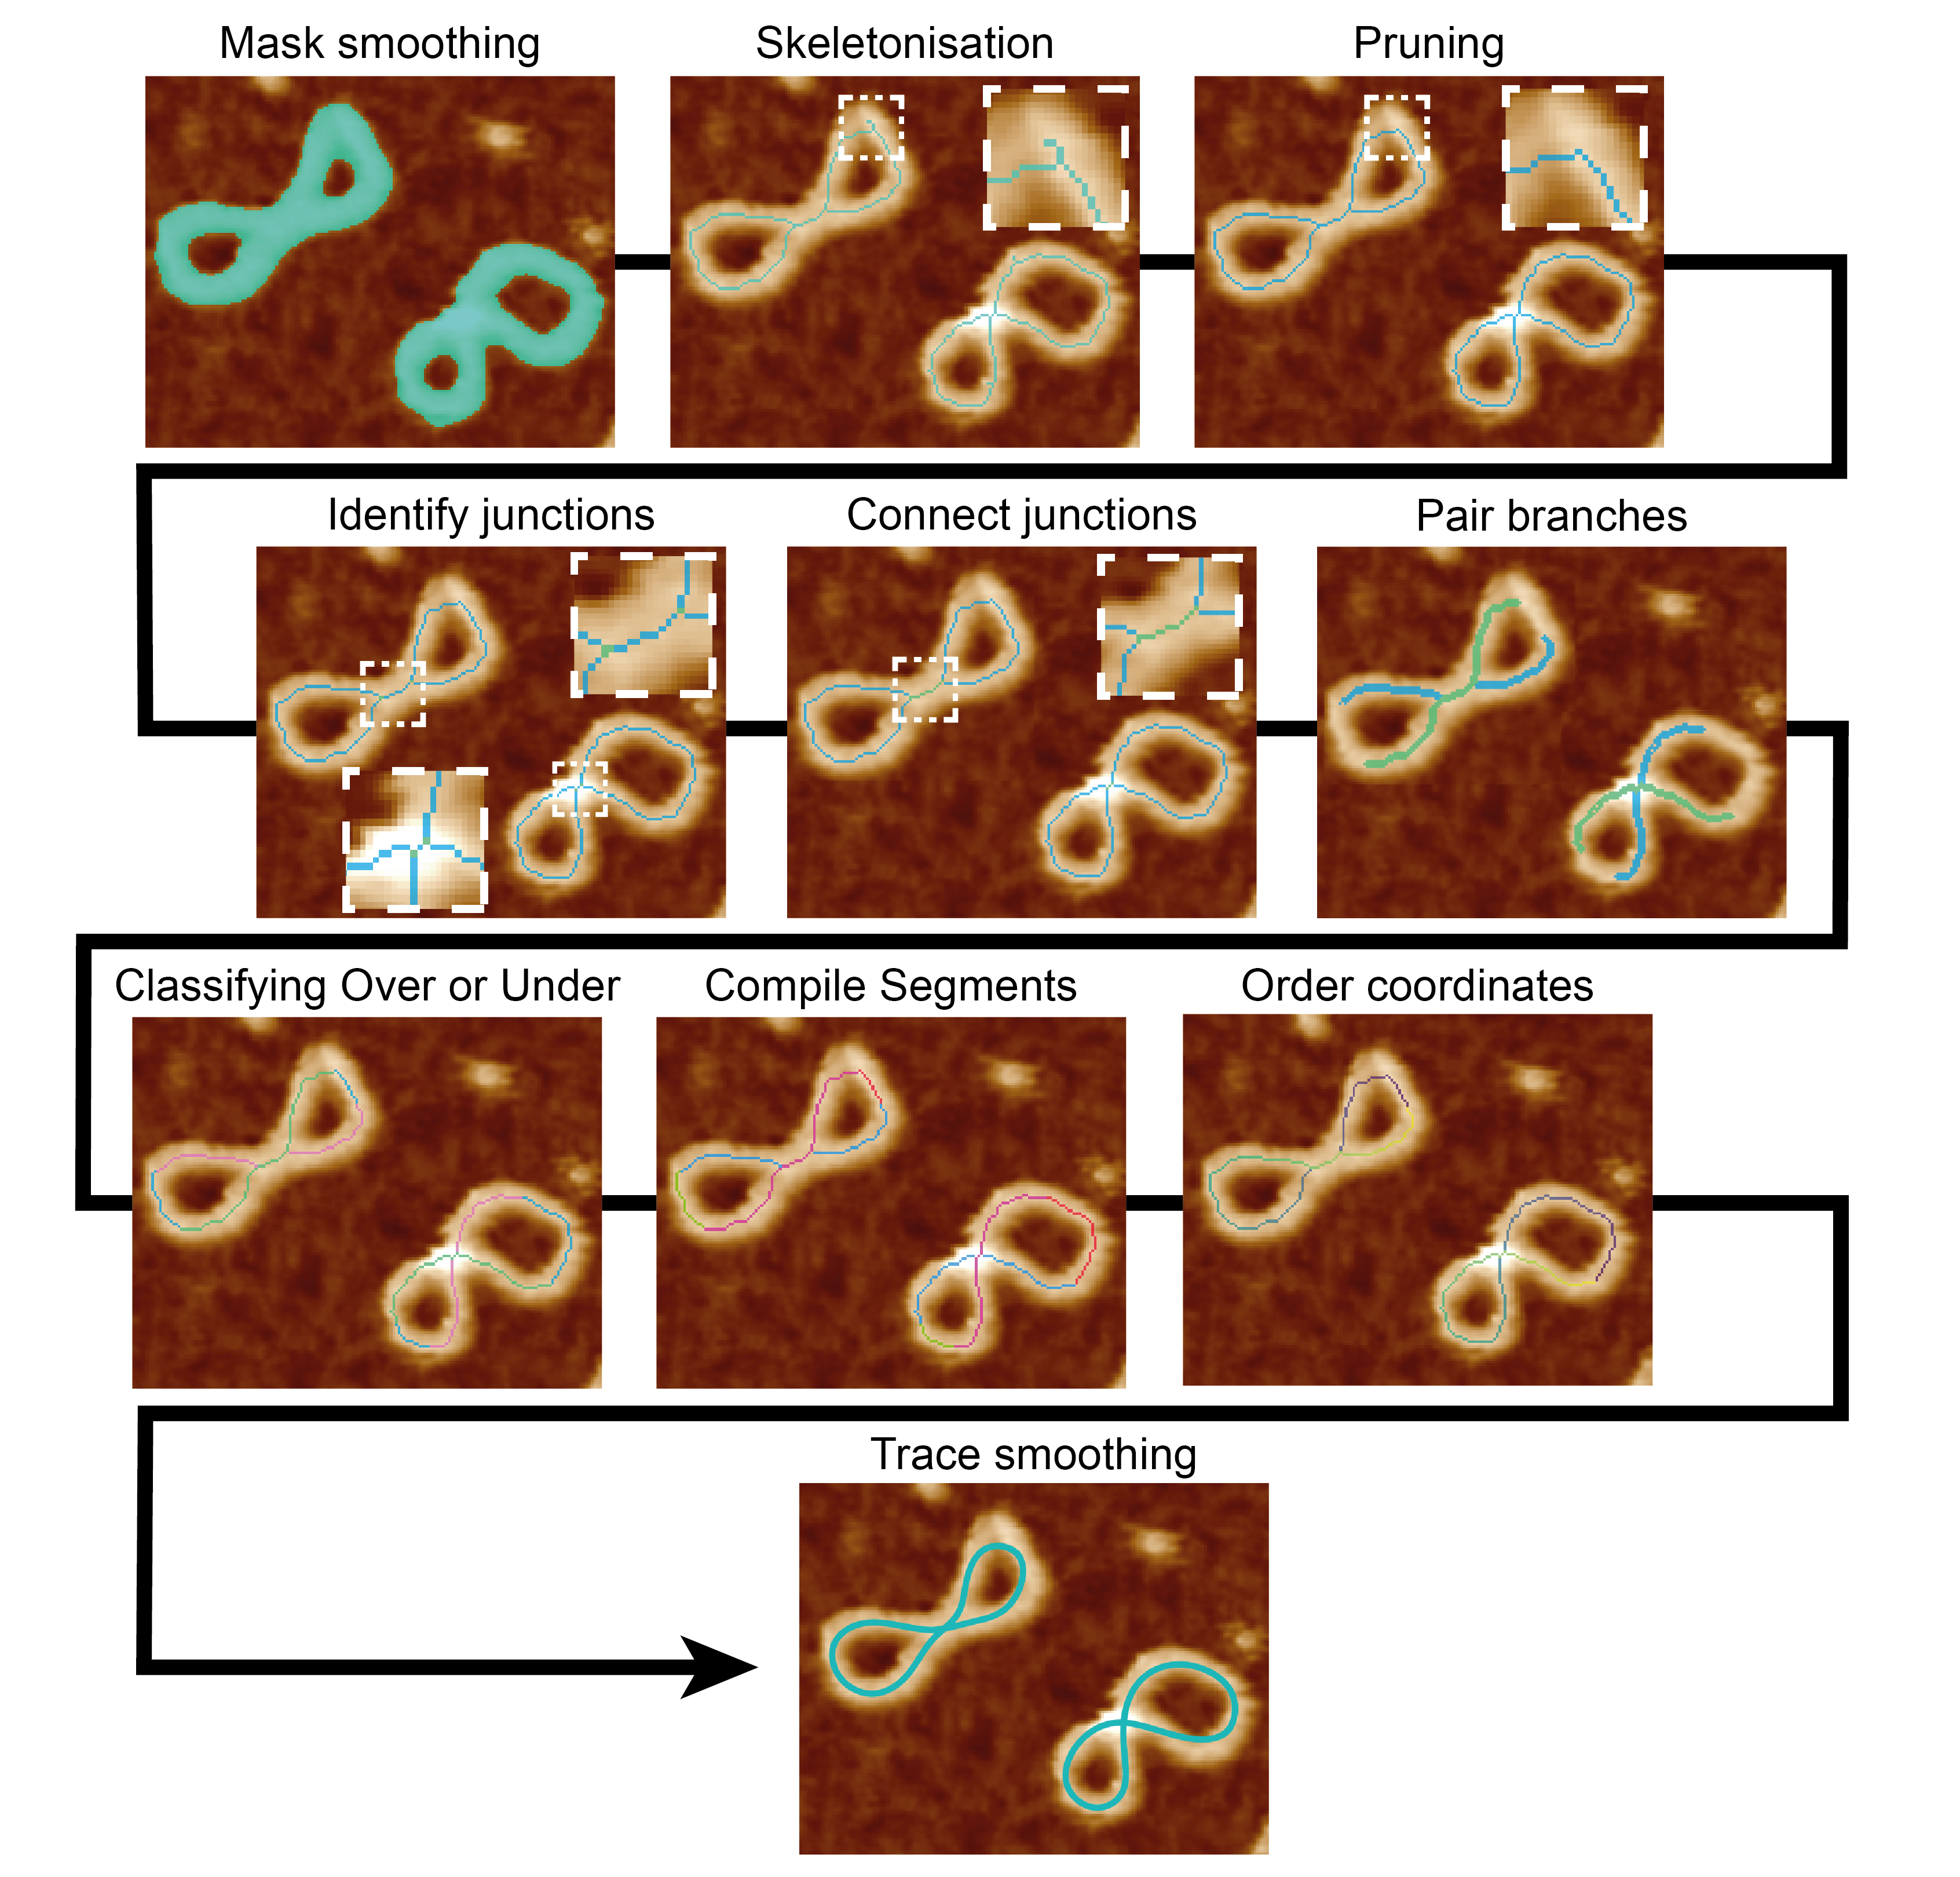 Mask smoothing
Skeletonisation
Pruning
Identify junctions
Connect junctions
Pair branches
Classifying Over or Under
Compile Segments
Order coordinates
Trace smoothing